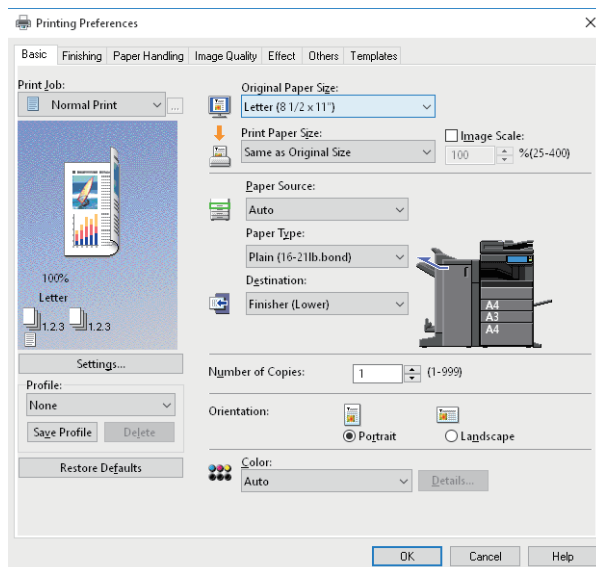 Printing Preferences
Basic Finishing Paper Handling Image Quality Effect Others Templates
Print Job:
Normal Print
...
100%
Letter
1.2.3 1.2.3
Settings...
Profile:
None
Save Profile Delete
Restore Defaults
Original Paper Size:
Letter (8 1/2 x 11")
Print Paper Size:
Same as Original Size
Image Scale:
100 %(25-400)
Paper Source:
Auto
Paper Type:
Plain (16-21lb.bond)
Destination:
Finisher (Lower)
A4
A3
A4
Number of Copies: 1 (1-999)
Orientation:
Portrait Landscape
Color:
Auto
Details...
OK Cancel Help